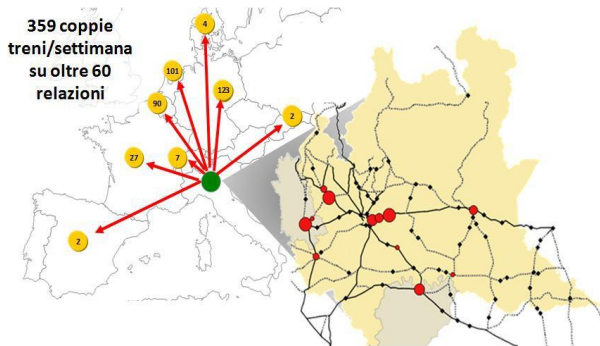 359 coppie
treni/settimana
su oltre 60
relazioni
4
101
123
90
2
27
7
2